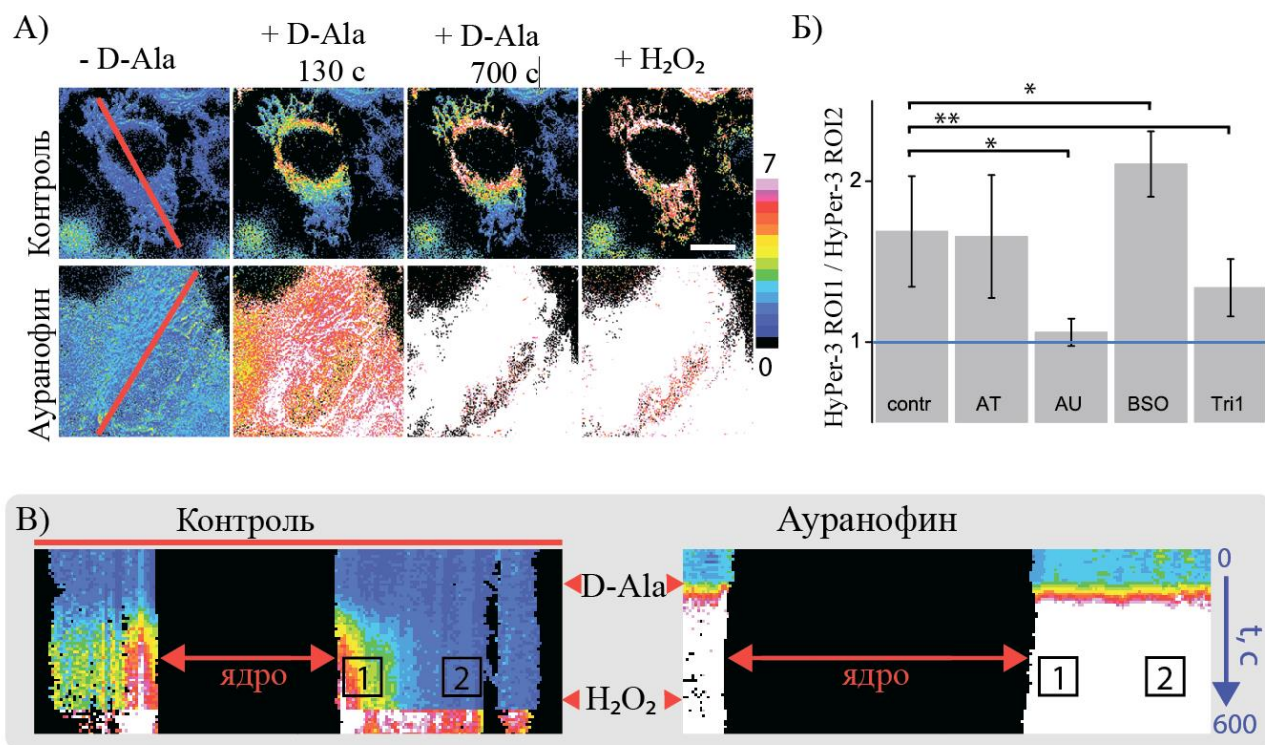 А)
- D-Ala
+ D-Ala
130 с
+ D-Ala
700 с
+ H₂O₂
Контроль
Ауранофин
7
0
Б)
HyPer-3 ROI1 / HyPer-3 ROI2
2
1
*
**
*
contr
AT
AU
BSO
Tri1
В)
Контроль
Ауранофин
D-Ala
H₂O₂
ядро
1
2
ядро
1
2
0
t, c
600